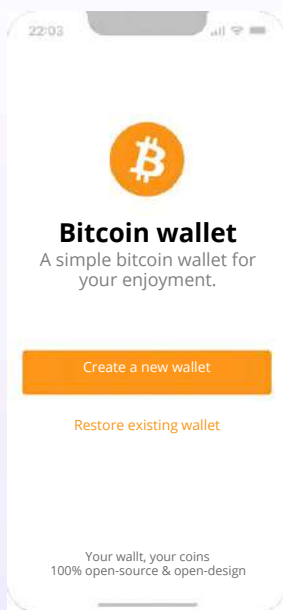 22:03
Bitcoin wallet
A simple bitcoin wallet for
your enjoyment.
Create a new wallet
Restore existing wallet
Your wallt, your coins
100% open-source & open-design